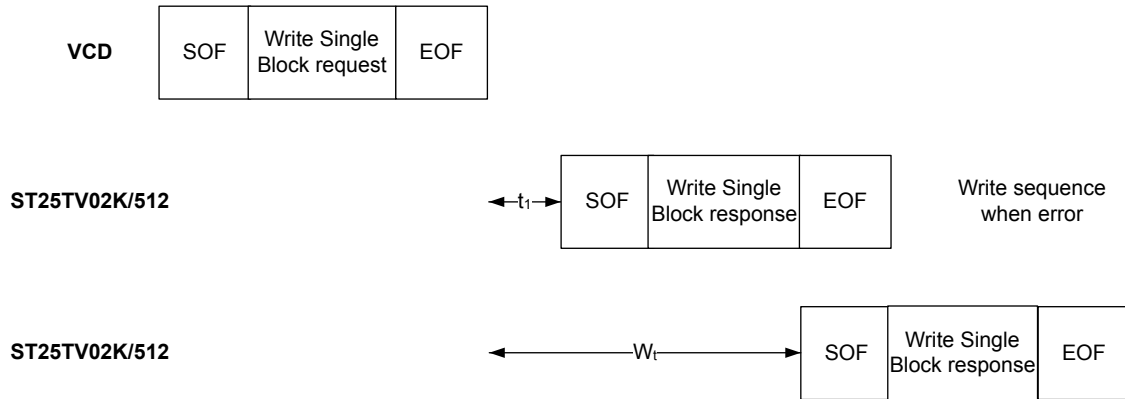 VCD
SOF
Write Single
Block request
EOF
ST25TV02K/512
t1
SOF
Write Single
Block response
EOF
Write sequence
when error
ST25TV02K/512
Wt
SOF
Write Single
Block response
EOF